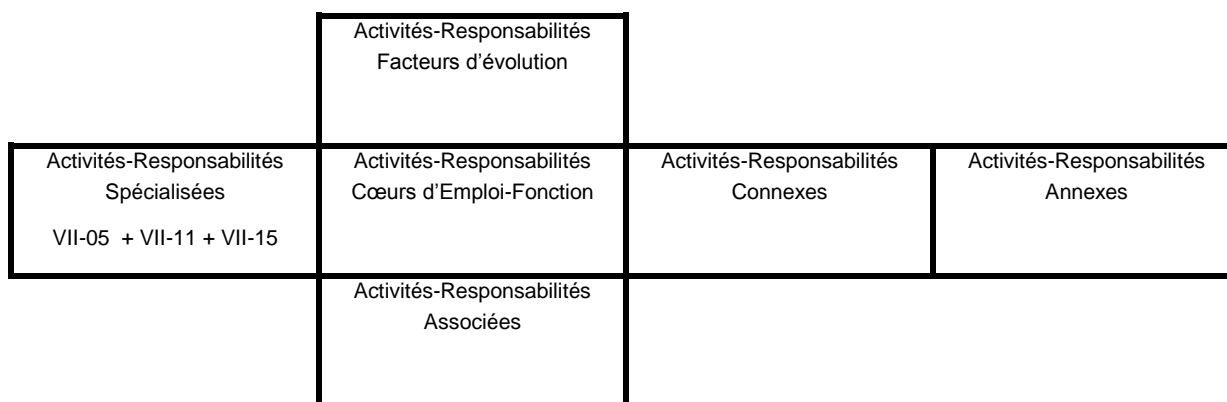 Activités-Responsabilités
Facteurs d’évolution
Activités-Responsabilités
Spécialisées
VII-05 + VII-11 + VII-15
Activités-Responsabilités
Cœurs d’Emploi-Fonction
Activités-Responsabilités
Connexes
Activités-Responsabilités
Annexes
Activités-Responsabilités
Associées